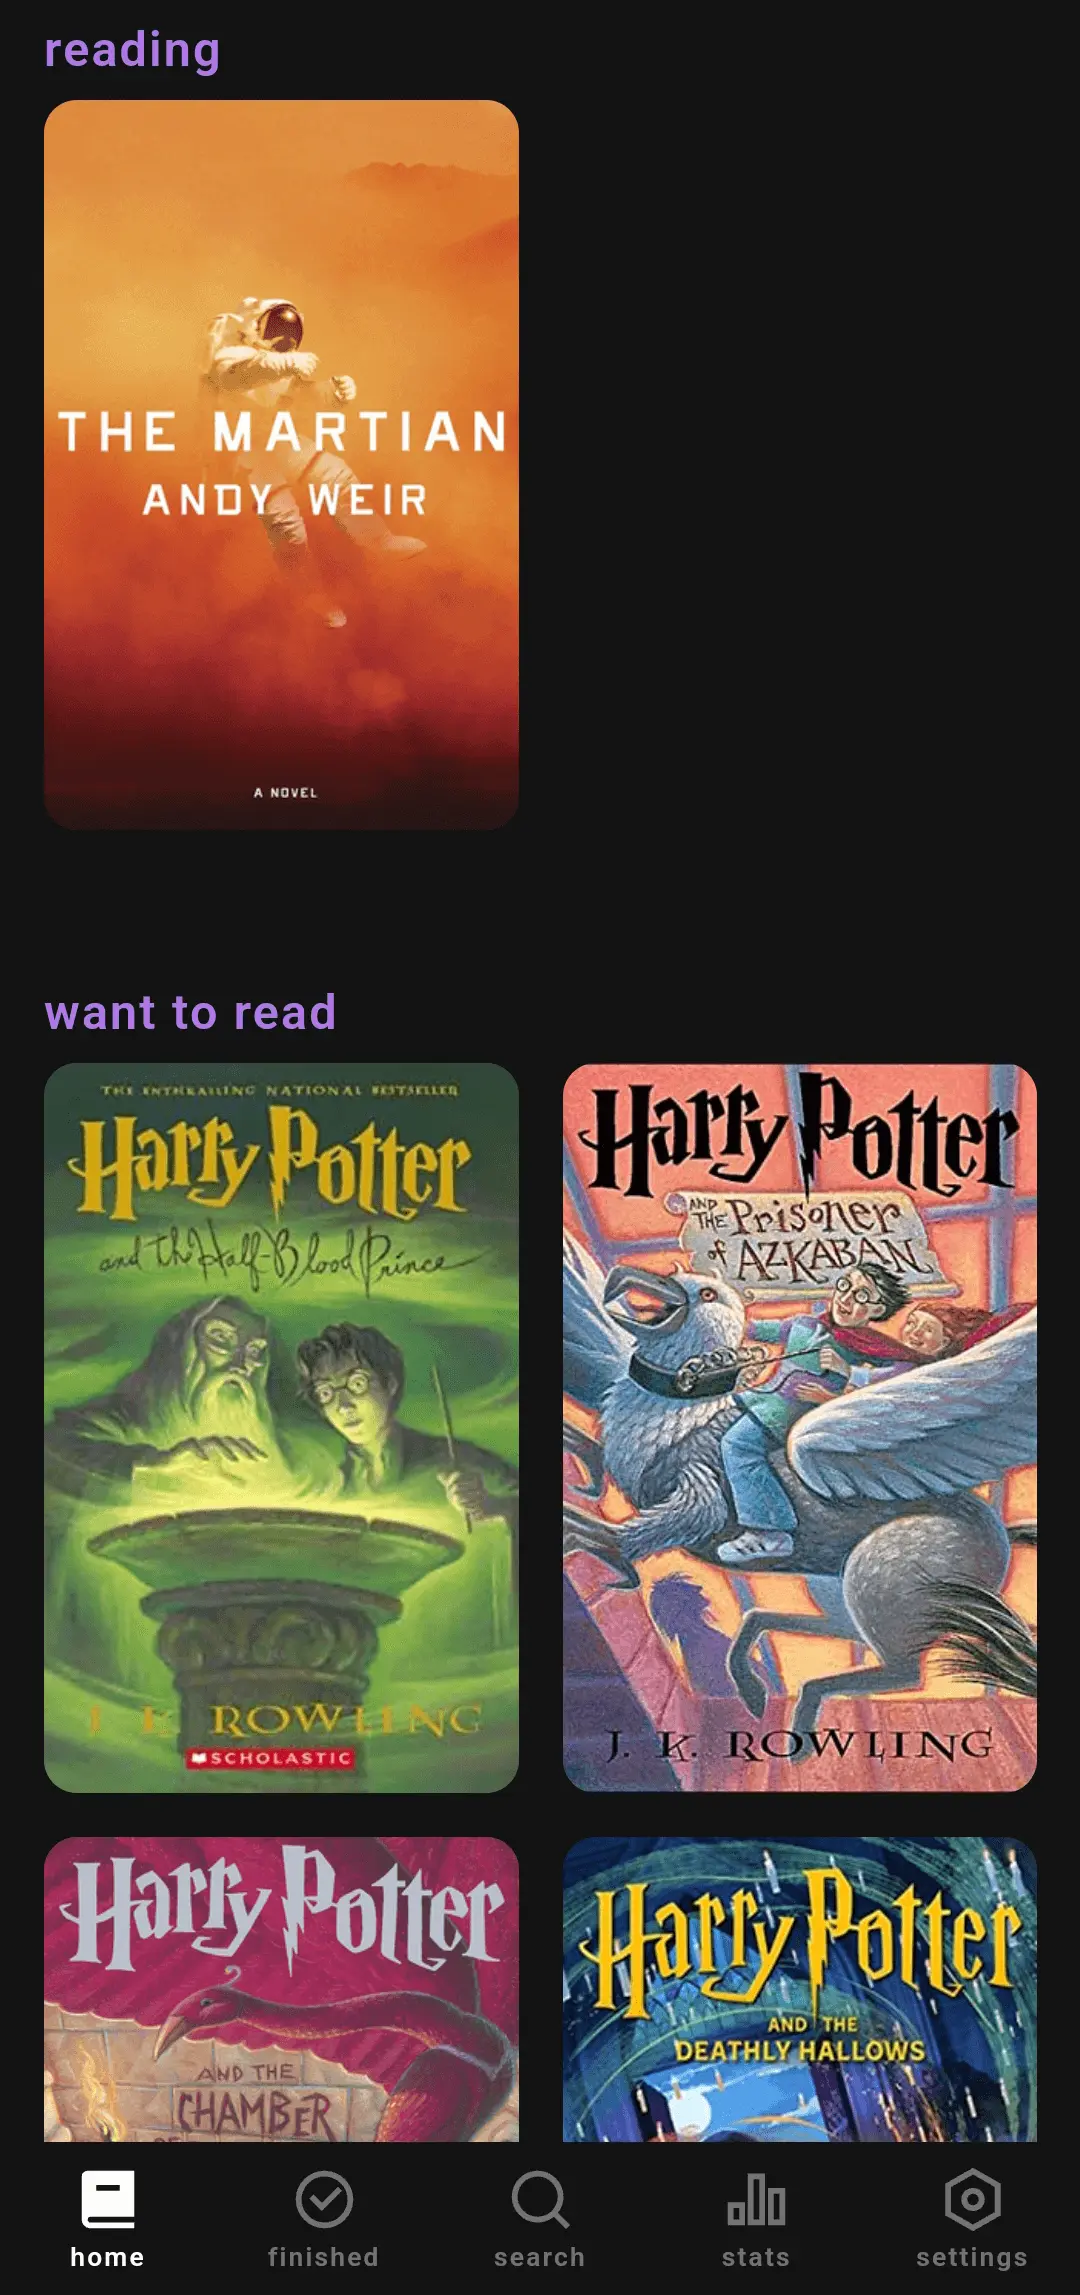 reading
THE MARTIAN
ANDY WEIR
A NOVEL
want to read
THE ENTHRALLING NATIONAL BESTSELLER
Harry Potter
and the Half-Blood Prince
J. K. ROWLING
SCHOLASTIC
Harry Potter
AND THE Prisoner
of AZKABAN
J. K. ROWLING
Harry Potter
AND THE
CHAMBER
Harry Potter
AND THE
DEATHLY HALLOWS
home
finished
search
stats
settings